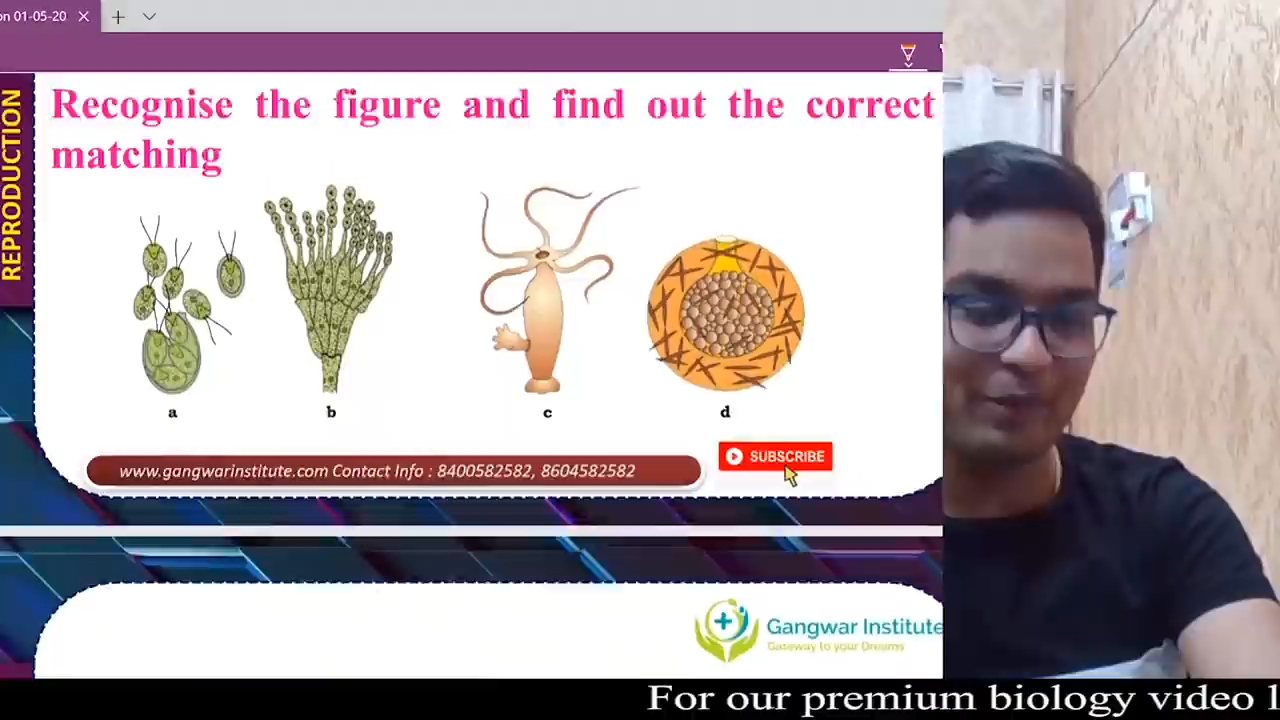 on 01-05-20
REPRODUCTION
Recognise the figure and find out the correct
matching
a b c d
www.gangwarinstitute.com Contact Info : 8400582582, 8604582582
SUBSCRIBE
Gangwar Institute
Gateway to your Dreams
For our premium biology video l